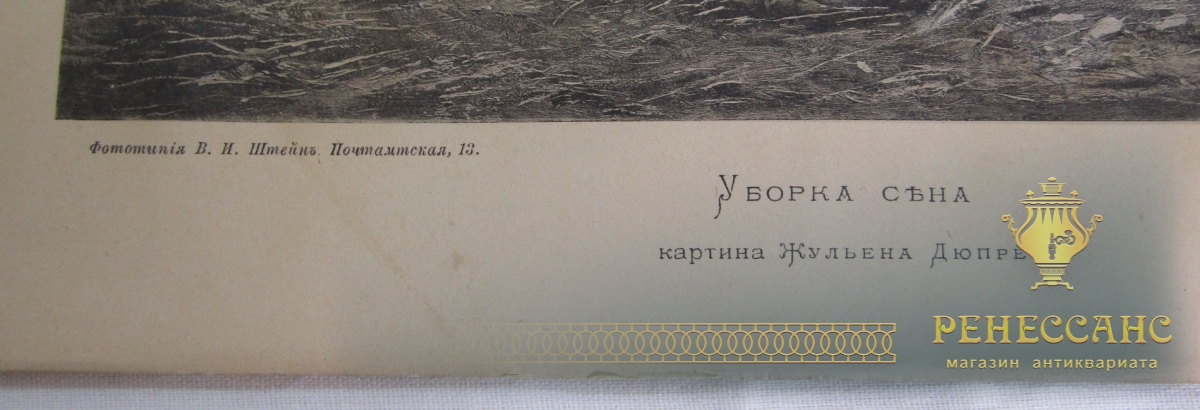 Фототипія В. И. Штейнъ. Почтамтская, 13.
Уборка сѣна
картина Жульена Дюпре
РЕНЕССАНС
магазин антиквариата